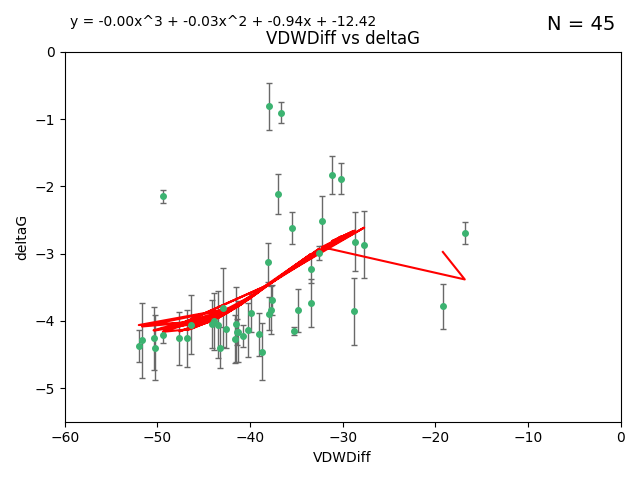 y = -0.00x^3 + -0.03x^2 + -0.94x + -12.42
N = 45
VDWDiff vs deltaG
0
−1
−2
−3
−4
−5
deltaG
−60
−50
−40
−30
−20
−10
0
VDWDiff